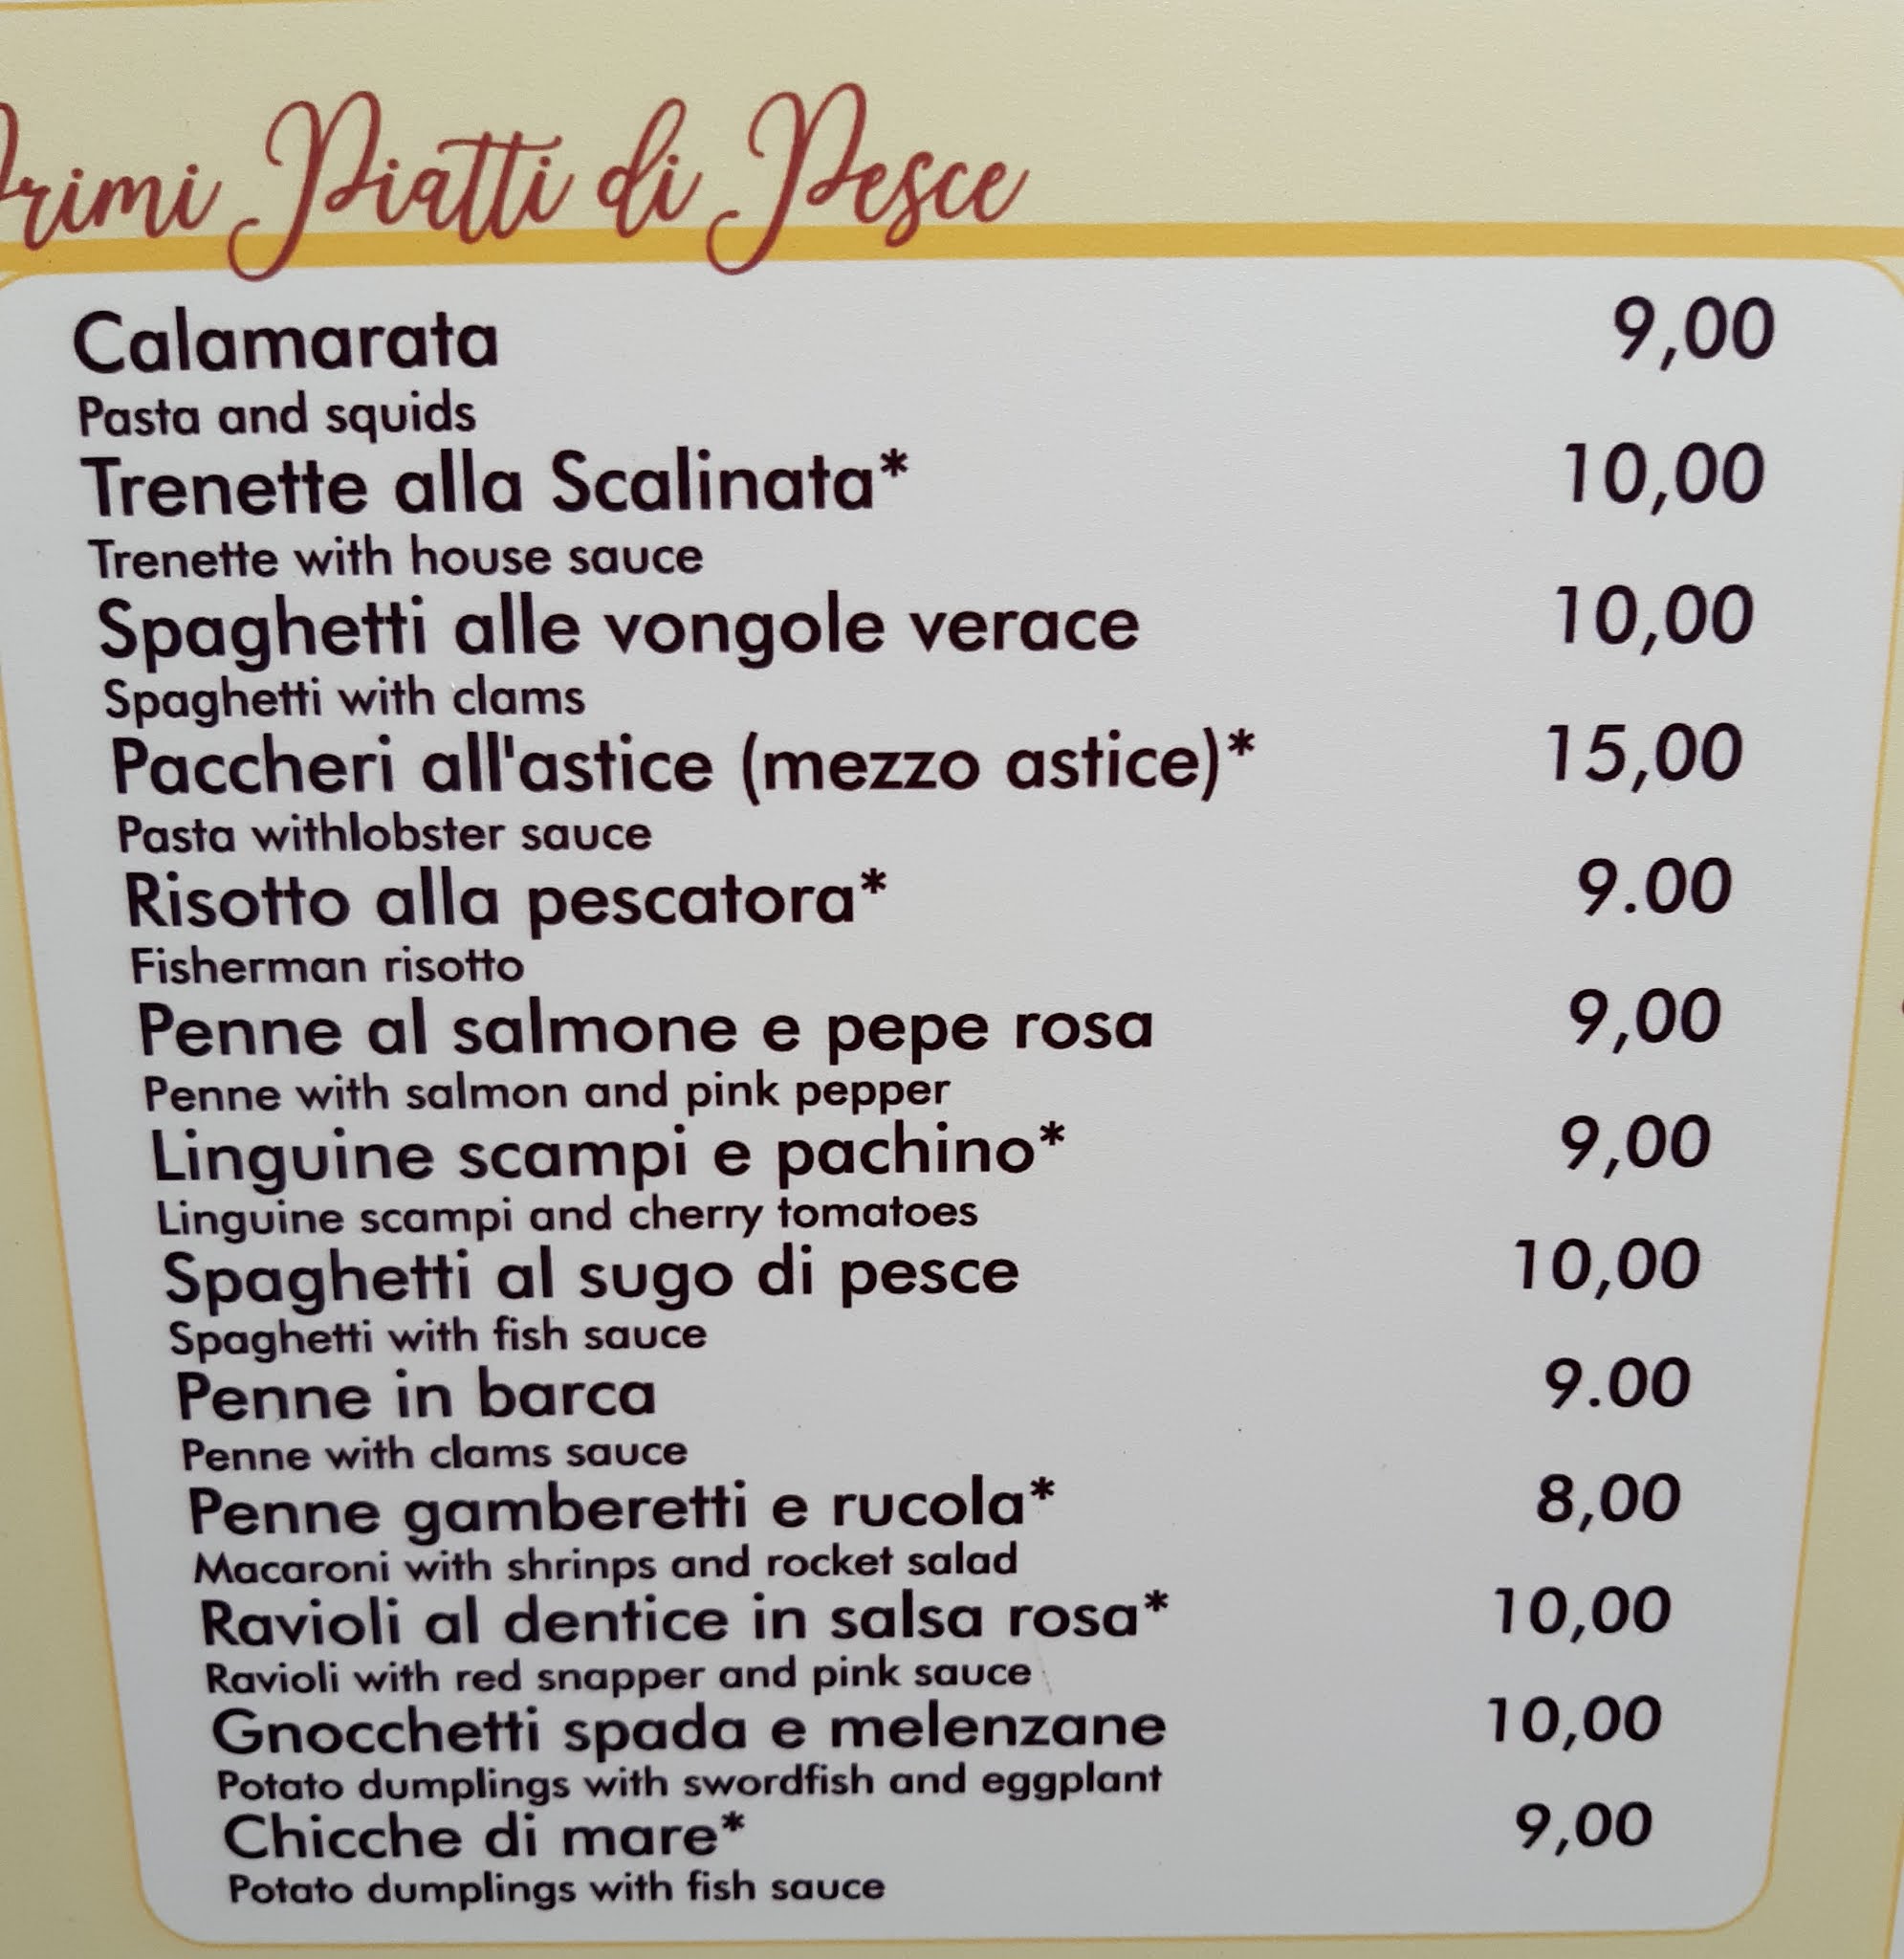 Primi Piatti di Pesce
Calamarata 9,00
Pasta and squids
Trenette alla Scalinata* 10,00
Trenette with house sauce
Spaghetti alle vongole verace 10,00
Spaghetti with clams
Paccheri all'astice (mezzo astice)* 15,00
Pasta withlobster sauce
Risotto alla pescatora* 9.00
Fisherman risotto
Penne al salmone e pepe rosa 9,00
Penne with salmon and pink pepper
Linguine scampi e pachino* 9,00
Linguine scampi and cherry tomatoes
Spaghetti al sugo di pesce 10,00
Spaghetti with fish sauce
Penne in barca 9.00
Penne with clams sauce
Penne gamberetti e rucola* 8,00
Macaroni with shrinps and rocket salad
Ravioli al dentice in salsa rosa* 10,00
Ravioli with red snapper and pink sauce
Gnocchetti spada e melenzane 10,00
Potato dumplings with swordfish and eggplant
Chicche di mare* 9,00
Potato dumplings with fish sauce